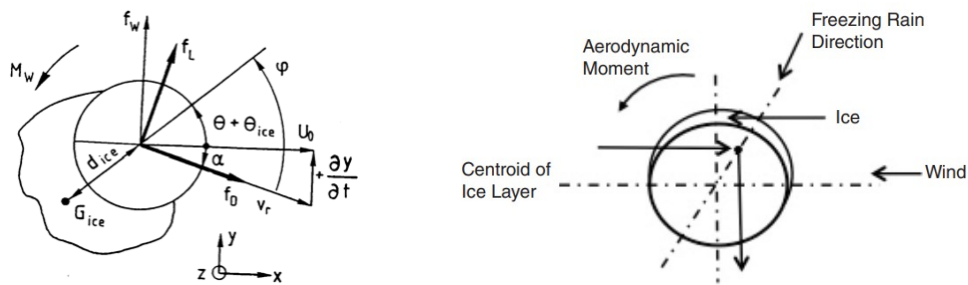 f_W
f_L
φ
M_W
θ + θ_ice
U_0
d_ice
α
+ ∂y/∂t
f_D
v_r
G_ice
y
z
x
Freezing Rain
Direction
Aerodynamic
Moment
Ice
Centroid of
Ice Layer
Wind